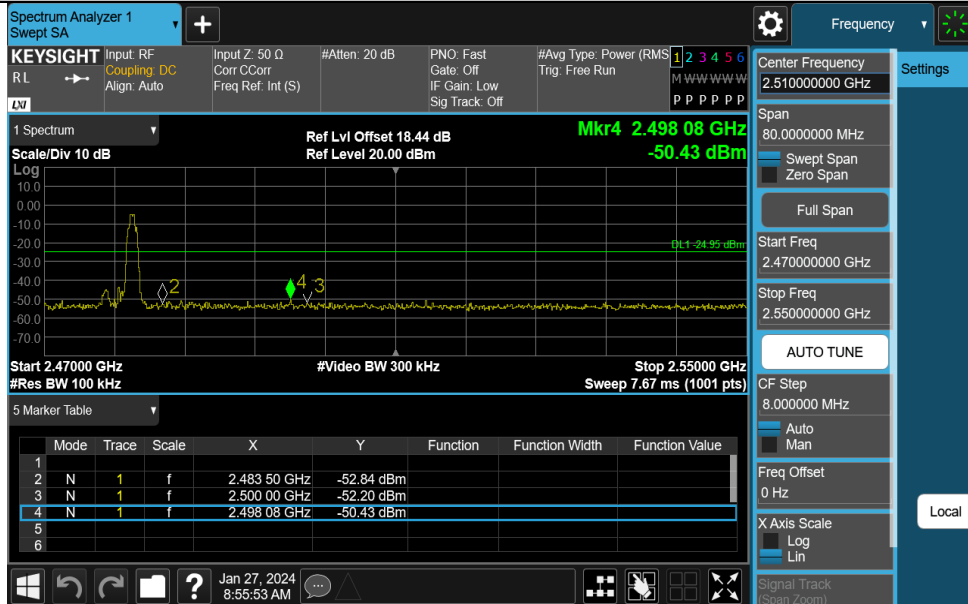 Spectrum Analyzer 1
Swept SA
Frequency
KEYSIGHT
RL
LXI
Input: RF
Coupling: DC
Align: Auto
Input Z: 50 Ω
Corr CCorr
Freq Ref: Int (S)
#Atten: 20 dB
PNO: Fast
Gate: Off
IF Gain: Low
Sig Track: Off
#Avg Type: Power (RMS
Trig: Free Run
1 2 3 4 5 6
M W W W W W
P P P P P P
1 Spectrum
Scale/Div 10 dB
Ref Lvl Offset 18.44 dB
Ref Level 20.00 dBm
Mkr4 2.498 08 GHz
-50.43 dBm
Log
10.0
0.00
-10.0
-20.0
-30.0
-40.0
-50.0
-60.0
-70.0
DL1 -24.95 dBm
2
4
3
Start 2.47000 GHz
#Video BW 300 kHz
Stop 2.55000 GHz
#Res BW 100 kHz
Sweep 7.67 ms (1001 pts)
5 Marker Table
Mode Trace Scale X Y Function Function Width Function Value
1
2 N 1 f 2.483 50 GHz -52.84 dBm
3 N 1 f 2.500 00 GHz -52.20 dBm
4 N 1 f 2.498 08 GHz -50.43 dBm
5
6
?
Jan 27, 2024
8:55:53 AM
Center Frequency
2.510000000 GHz
Span
80.0000000 MHz
Swept Span
Zero Span
Full Span
Start Freq
2.470000000 GHz
Stop Freq
2.550000000 GHz
AUTO TUNE
CF Step
8.000000 MHz
Auto
Man
Freq Offset
0 Hz
X Axis Scale
Log
Lin
Signal Track
(Span Zoom)
Settings
Local